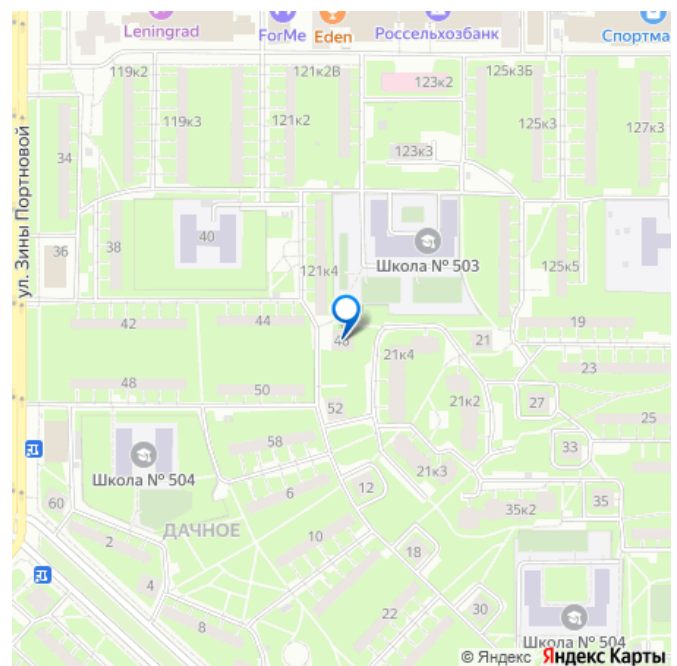 Leningrad
ForMe
Eden
Россельхозбанк
Спортма
119к2
121к2В
123к2
125к3Б
119к3
121к2
125к3
127к3
34
123к3
ул. Зины Портновой
36
38
40
121к4
Школа № 503
125к5
42
44
46
21к4
21
19
23
48
50
52
21к2
27
25
58
33
Школа № 504
21к3
6
12
35к2
35
60
2
ДАЧНОЕ
10
18
4
8
22
30
Школа № 504
© Яндекс Яндекс Карты